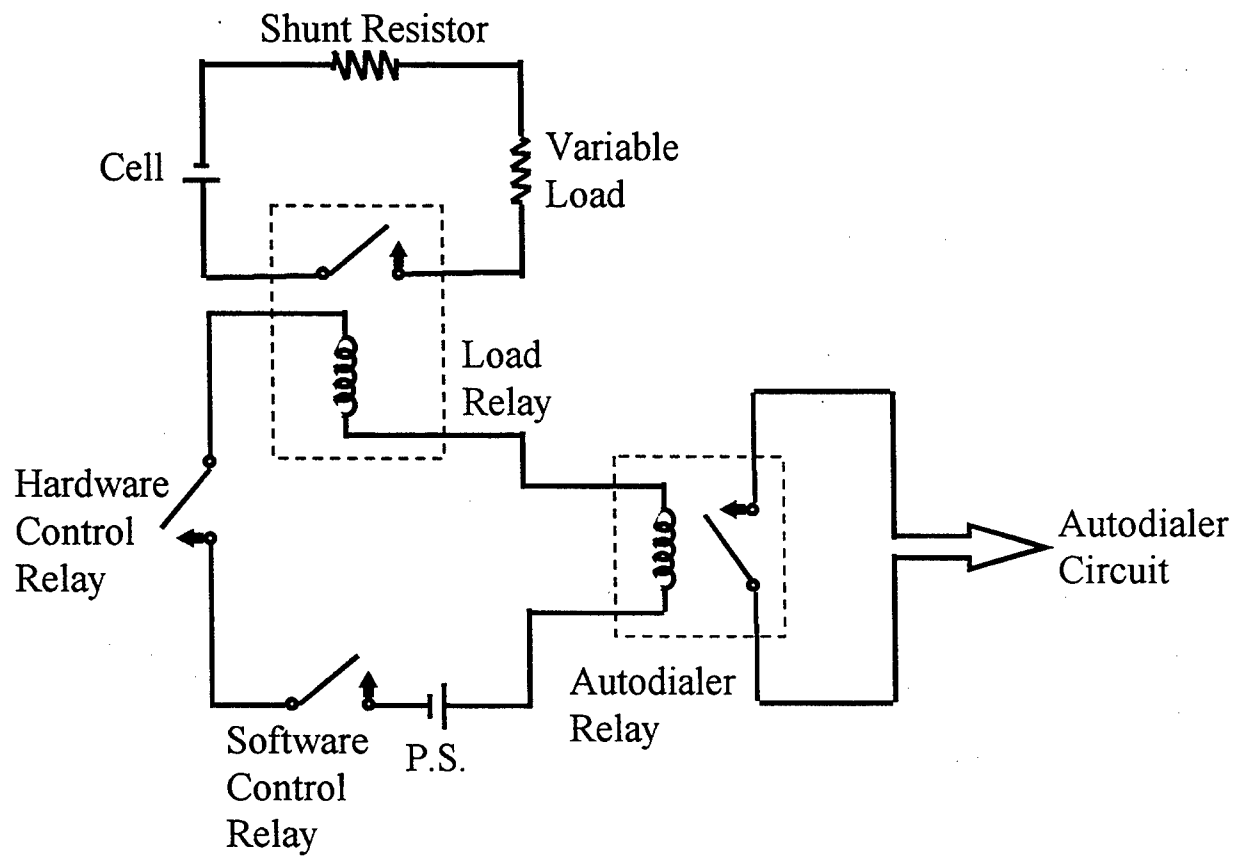 Shunt Resistor
Cell
Variable
Load
Load
Relay
Hardware
Control
Relay
Autodialer
Circuit
Autodialer
Relay
Software
Control
Relay
P.S.